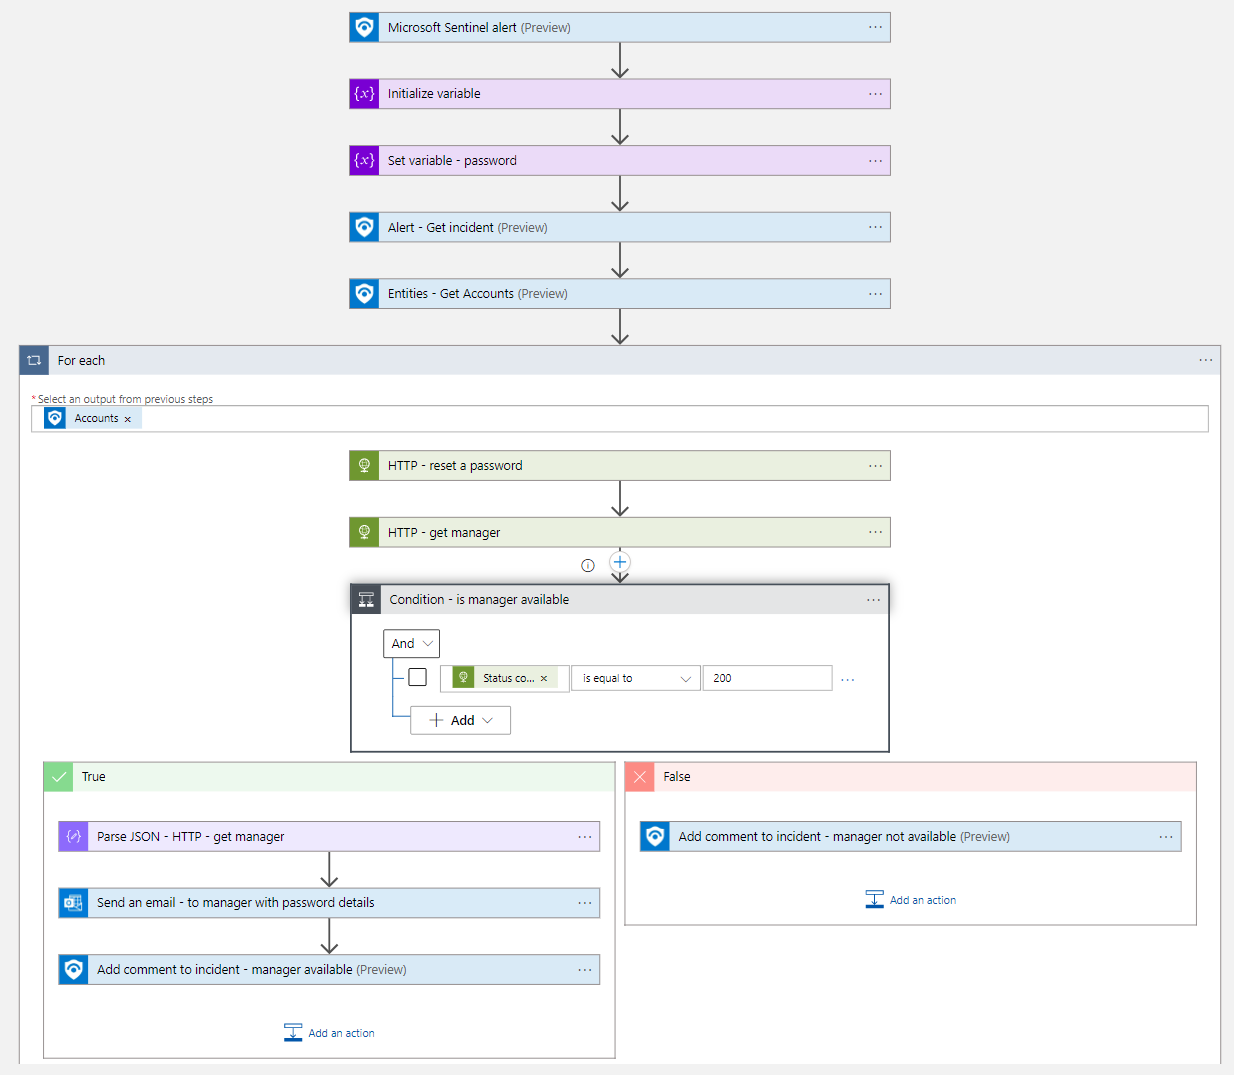 Microsoft Sentinel alert (Preview)
{x} Initialize variable
{x} Set variable - password
Alert - Get incident (Preview)
Entities - Get Accounts (Preview)
For each
* Select an output from previous steps
Accounts ×
HTTP - reset a password
HTTP - get manager
Condition - is manager available
And
Status co... × is equal to 200
+ Add
True
Parse JSON - HTTP - get manager
Send an email - to manager with password details
Add comment to incident - manager available (Preview)
Add an action
False
Add comment to incident - manager not available (Preview)
Add an action